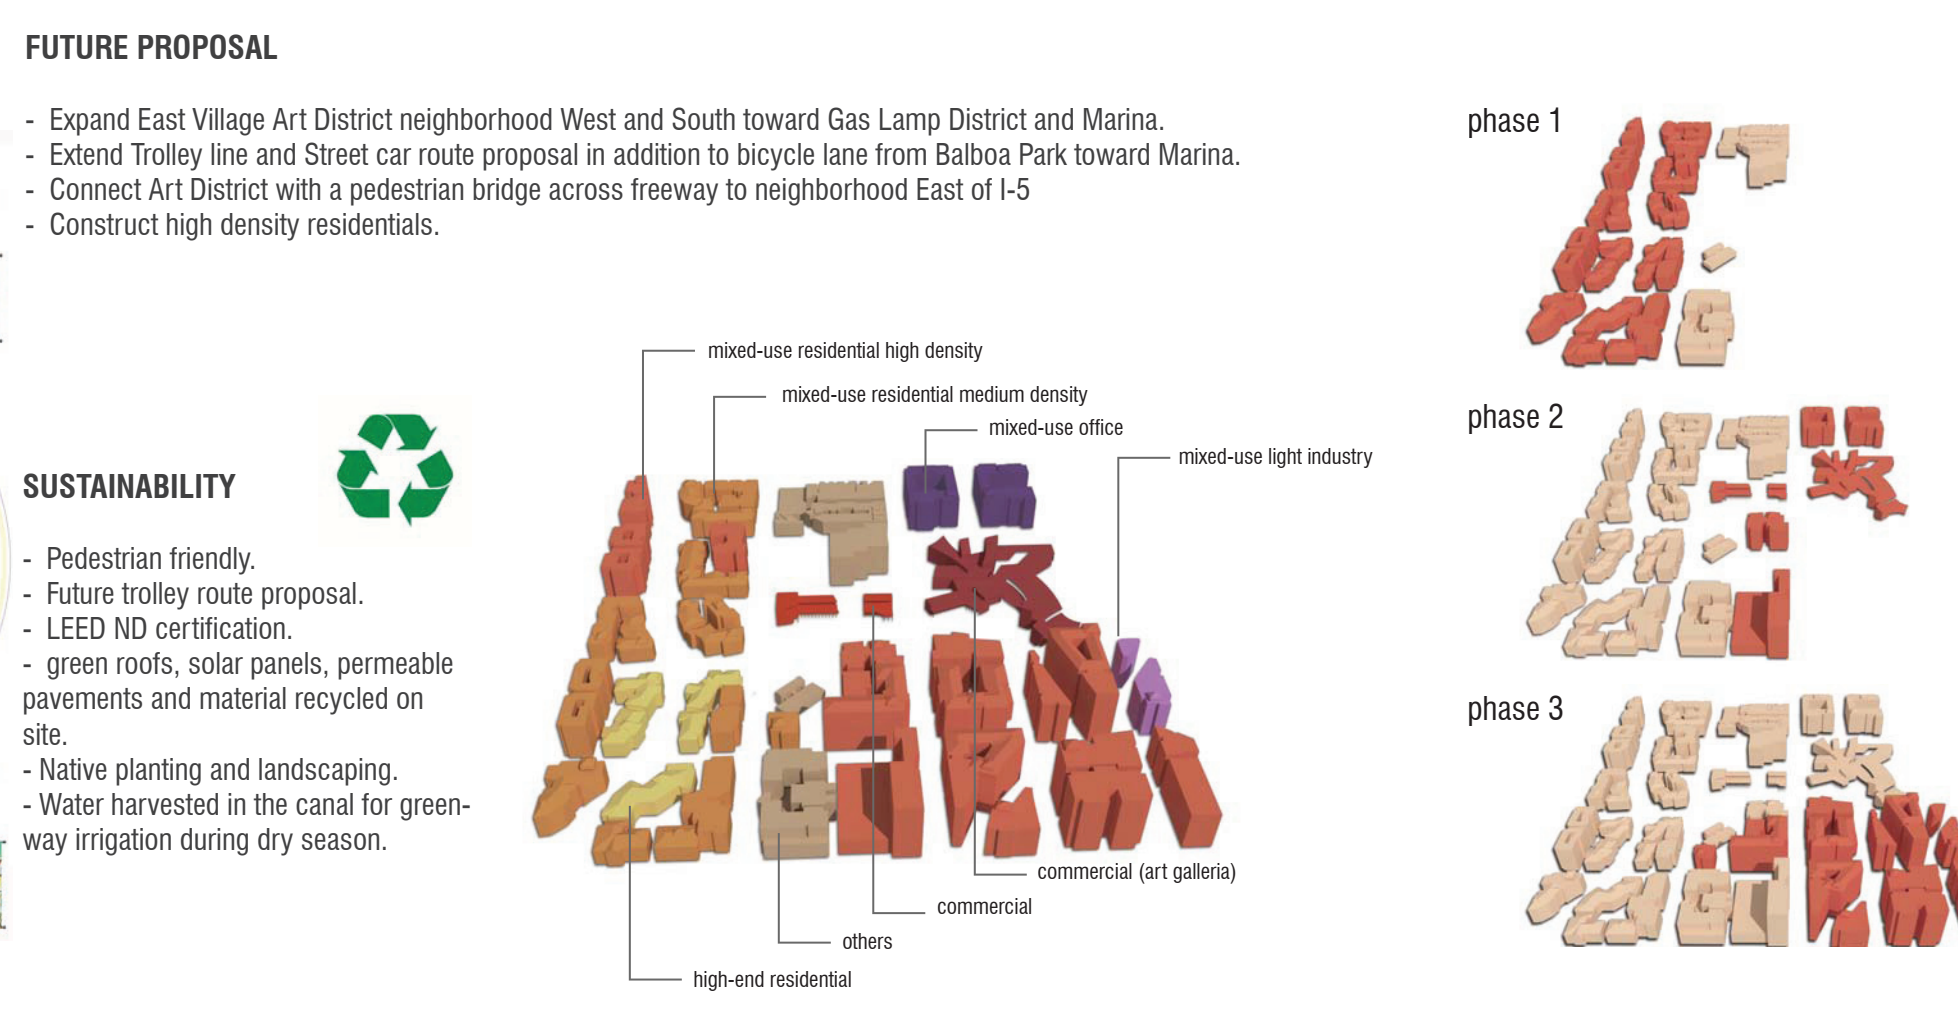 FUTURE PROPOSAL
- Expand East Village Art District neighborhood West and South toward Gas Lamp District and Marina.
- Extend Trolley line and Street car route proposal in addition to bicycle lane from Balboa Park toward Marina.
- Connect Art District with a pedestrian bridge across freeway to neighborhood East of I-5
- Construct high density residentials.
phase 1
phase 2
phase 3
mixed-use residential high density
mixed-use residential medium density
mixed-use office
mixed-use light industry
commercial (art galleria)
commercial
others
high-end residential
SUSTAINABILITY
- Pedestrian friendly.
- Future trolley route proposal.
- LEED ND certification.
- green roofs, solar panels, permeable
pavements and material recycled on
site.
- Native planting and landscaping.
- Water harvested in the canal for green-
way irrigation during dry season.